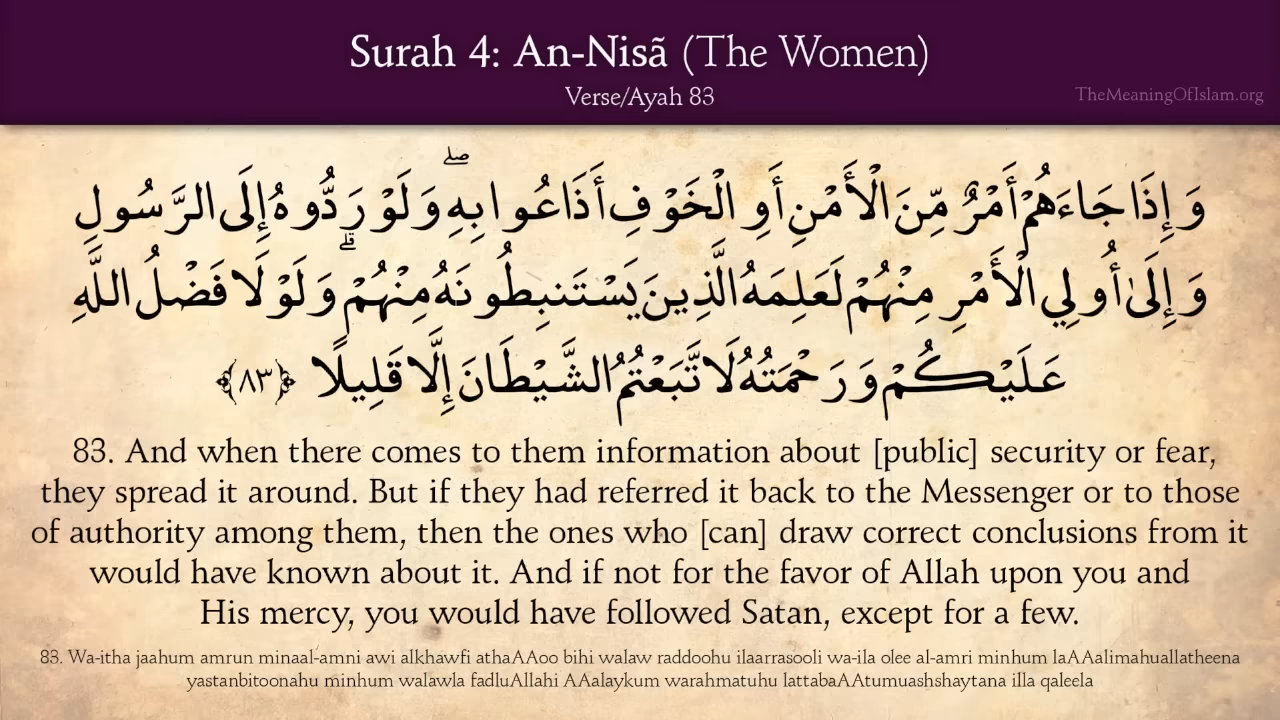 Surah 4: An-Nisã (The Women)
Verse/Ayah 83
TheMeaningOfIslam.org
وَإِذَا جَاءَهُمْ أَمْرٌ مِّنَ الْأَمْنِ أَوِ الْخَوْفِ أَذَاعُوا بِهِ ۖ وَلَوْ رَدُّوهُ إِلَى الرَّسُولِ
وَإِلَىٰ أُولِي الْأَمْرِ مِنْهُمْ لَعَلِمَهُ الَّذِينَ يَسْتَنبِطُونَهُ مِنْهُمْ ۗ وَلَوْلَا فَضْلُ اللَّهِ
عَلَيْكُمْ وَرَحْمَتُهُ لَاتَّبَعْتُمُ الشَّيْطَانَ إِلَّا قَلِيلًا ﴿٨٣﴾
83. And when there comes to them information about [public] security or fear,
they spread it around. But if they had referred it back to the Messenger or to those
of authority among them, then the ones who [can] draw correct conclusions from it
would have known about it. And if not for the favor of Allah upon you and
His mercy, you would have followed Satan, except for a few.
83. Wa-itha jaahum amrun minaal-amni awi alkhawfi athaAAoo bihi walaw raddoohu ilaarrasooli wa-ila olee al-amri minhum laAAalimahuallatheena
yastanbitoonahu minhum walawla fadluAllahi AAalaykum warahmatuhu lattabaAAtumuashshaytana illa qaleela